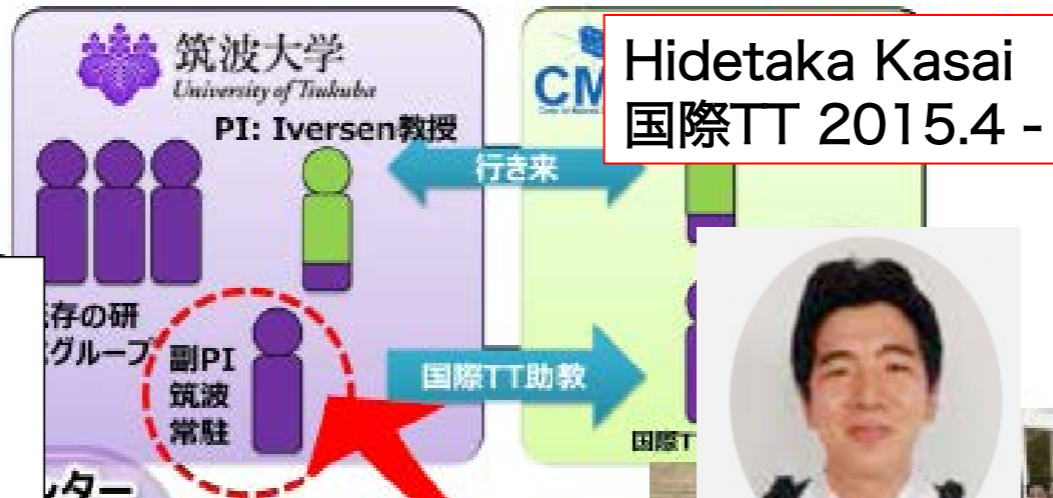 筑波大学
University of Tsukuba
PI: Iversen教授
CM
Hidetaka Kasai
国際TT 2015.4 -
行き来
存の研
グループ
副PI
筑波
常駐
国際TT助教
国際T
ンター